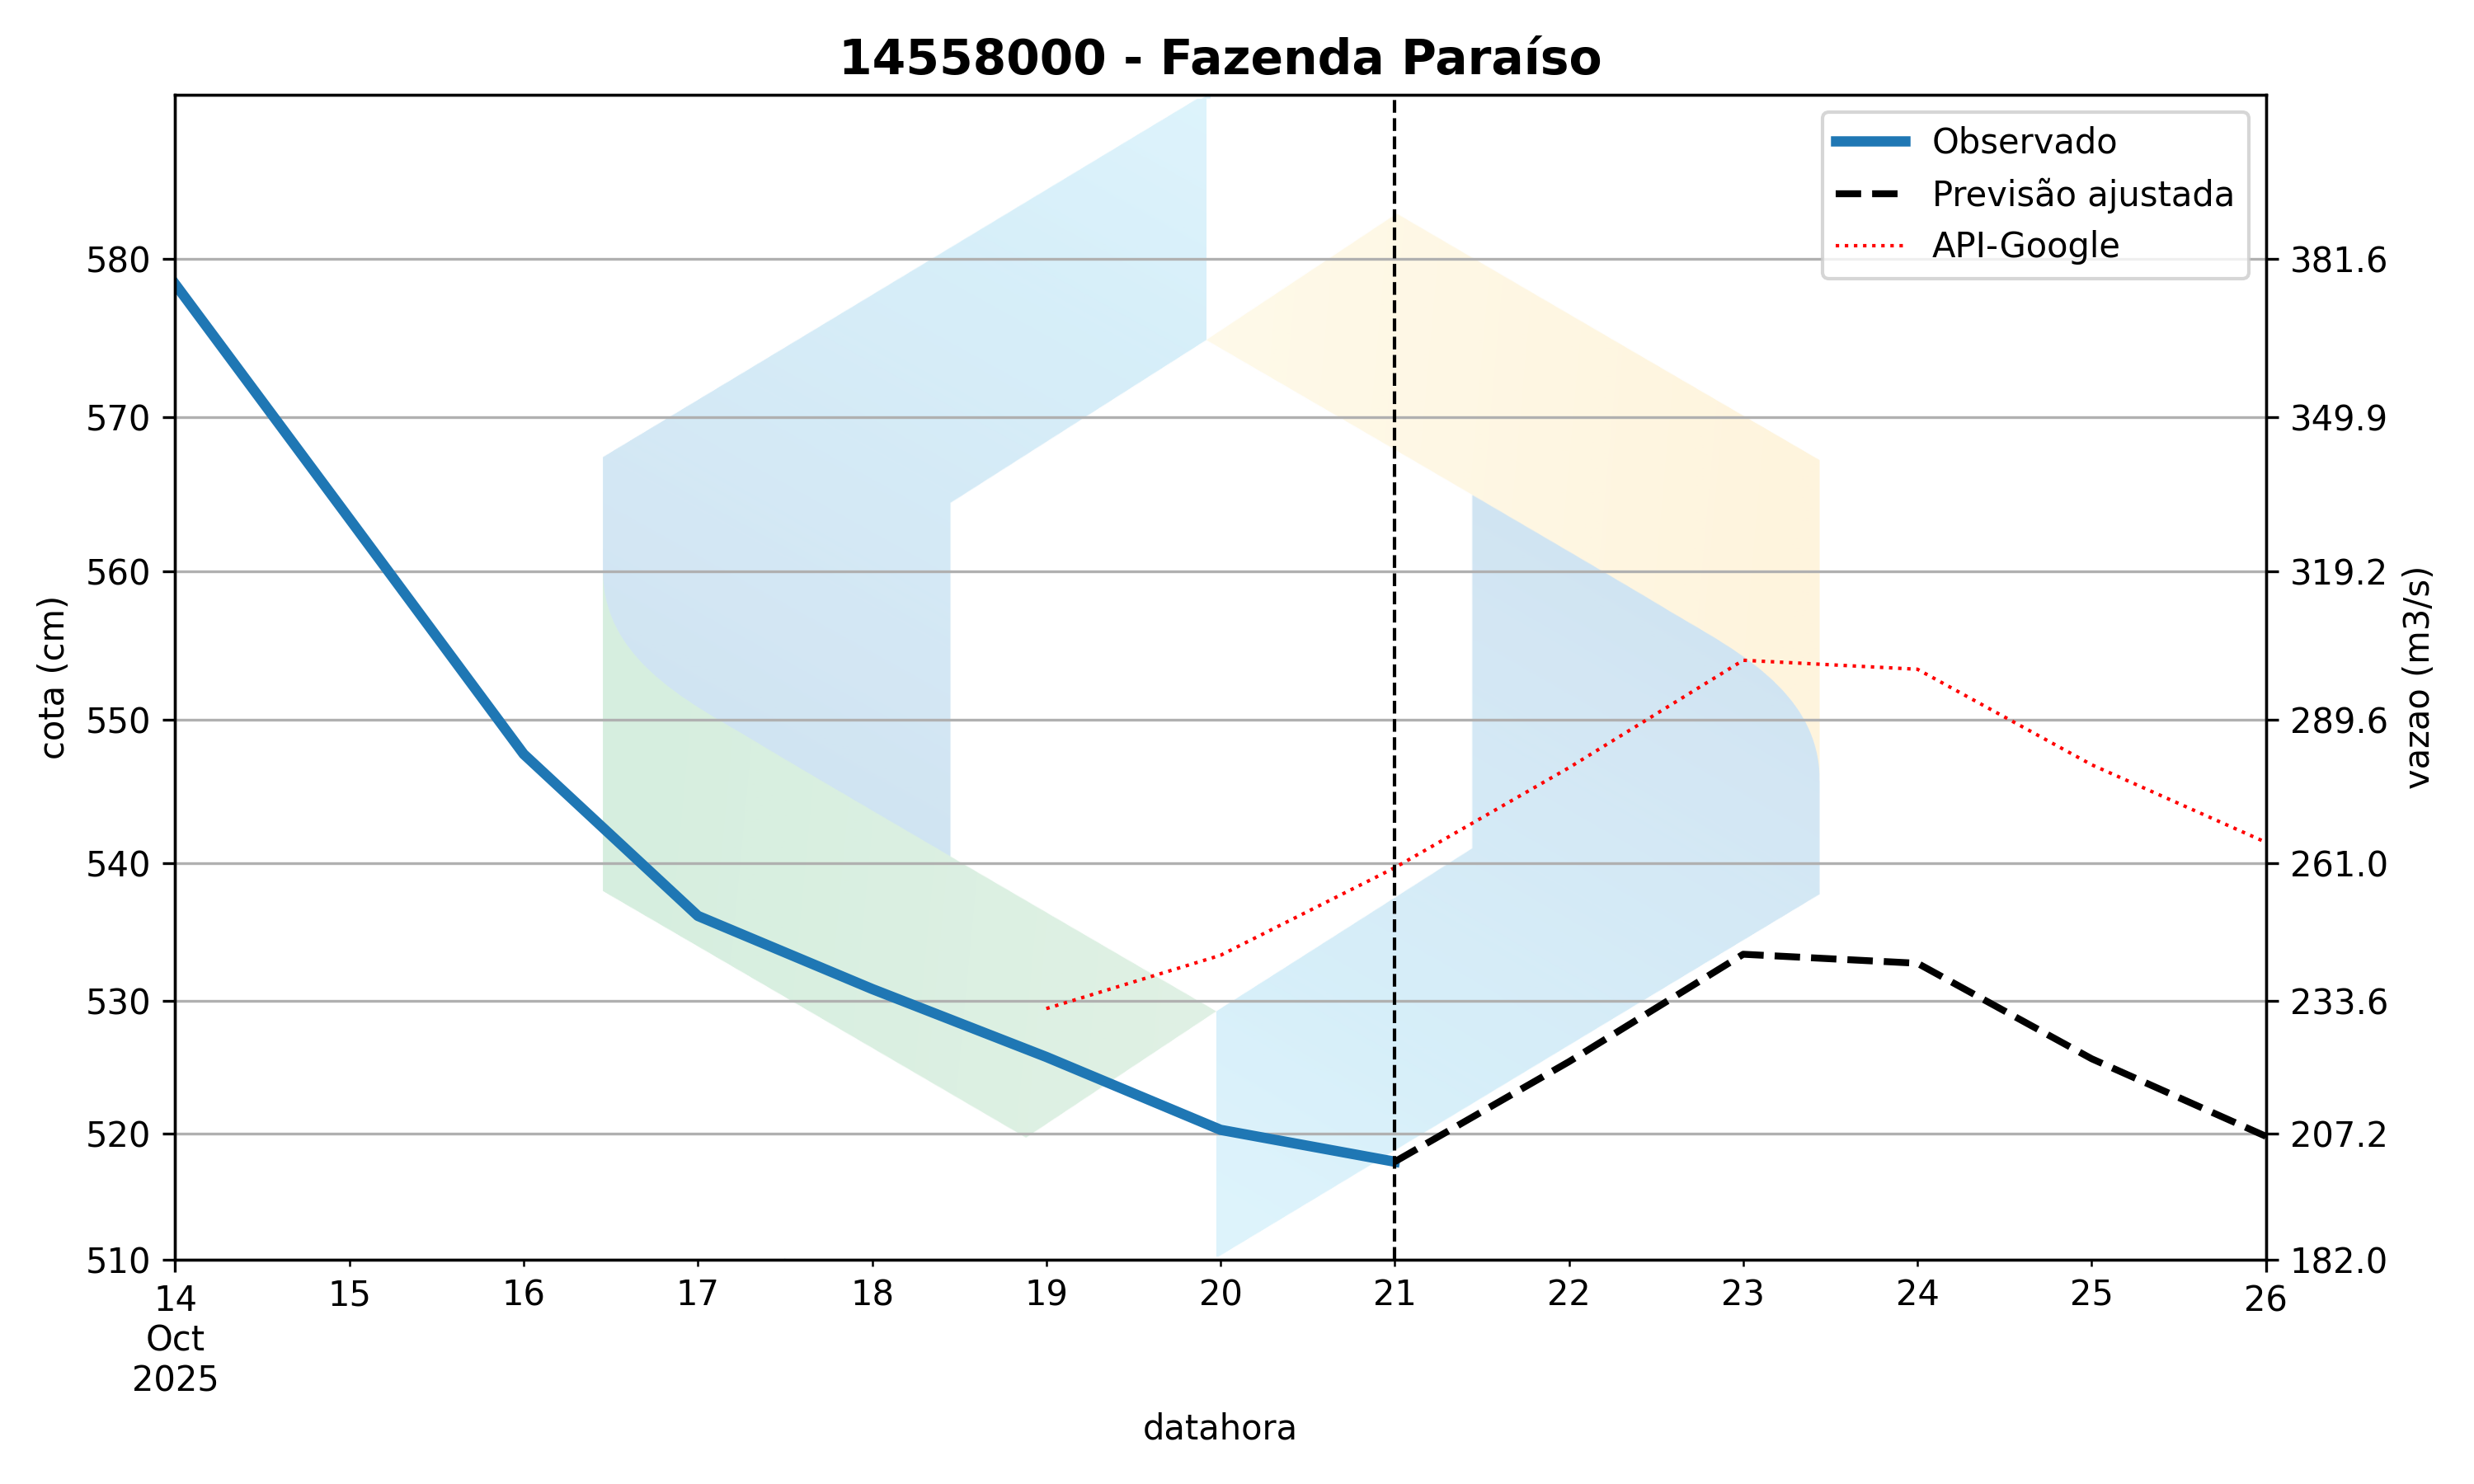 14558000 - Fazenda Paraíso
Observado
Previsão ajustada
API-Google
cota (cm)
580
570
560
550
540
530
520
510
381.6
349.9
319.2
289.6
261.0
233.6
207.2
182.0
vazao (m3/s)
14 15 16 17 18 19 20 21 22 23 24 25 26
Oct
2025
datahora